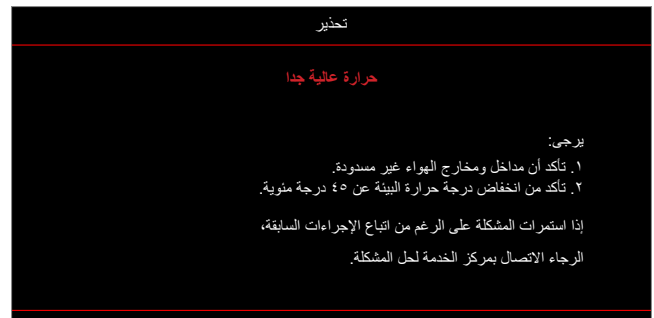 تحذير
حرارة عالية جدا
يرجى:
١. تأكد أن مداخل ومخارج الهواء غير مسدودة.
٢. تأكد من انخفاض درجة حرارة البيئة عن ٤٥ درجة مئوية.
إذا استمرات المشكلة على الرغم من اتباع الإجراءات السابقة،
الرجاء الاتصال بمركز الخدمة لحل المشكلة.